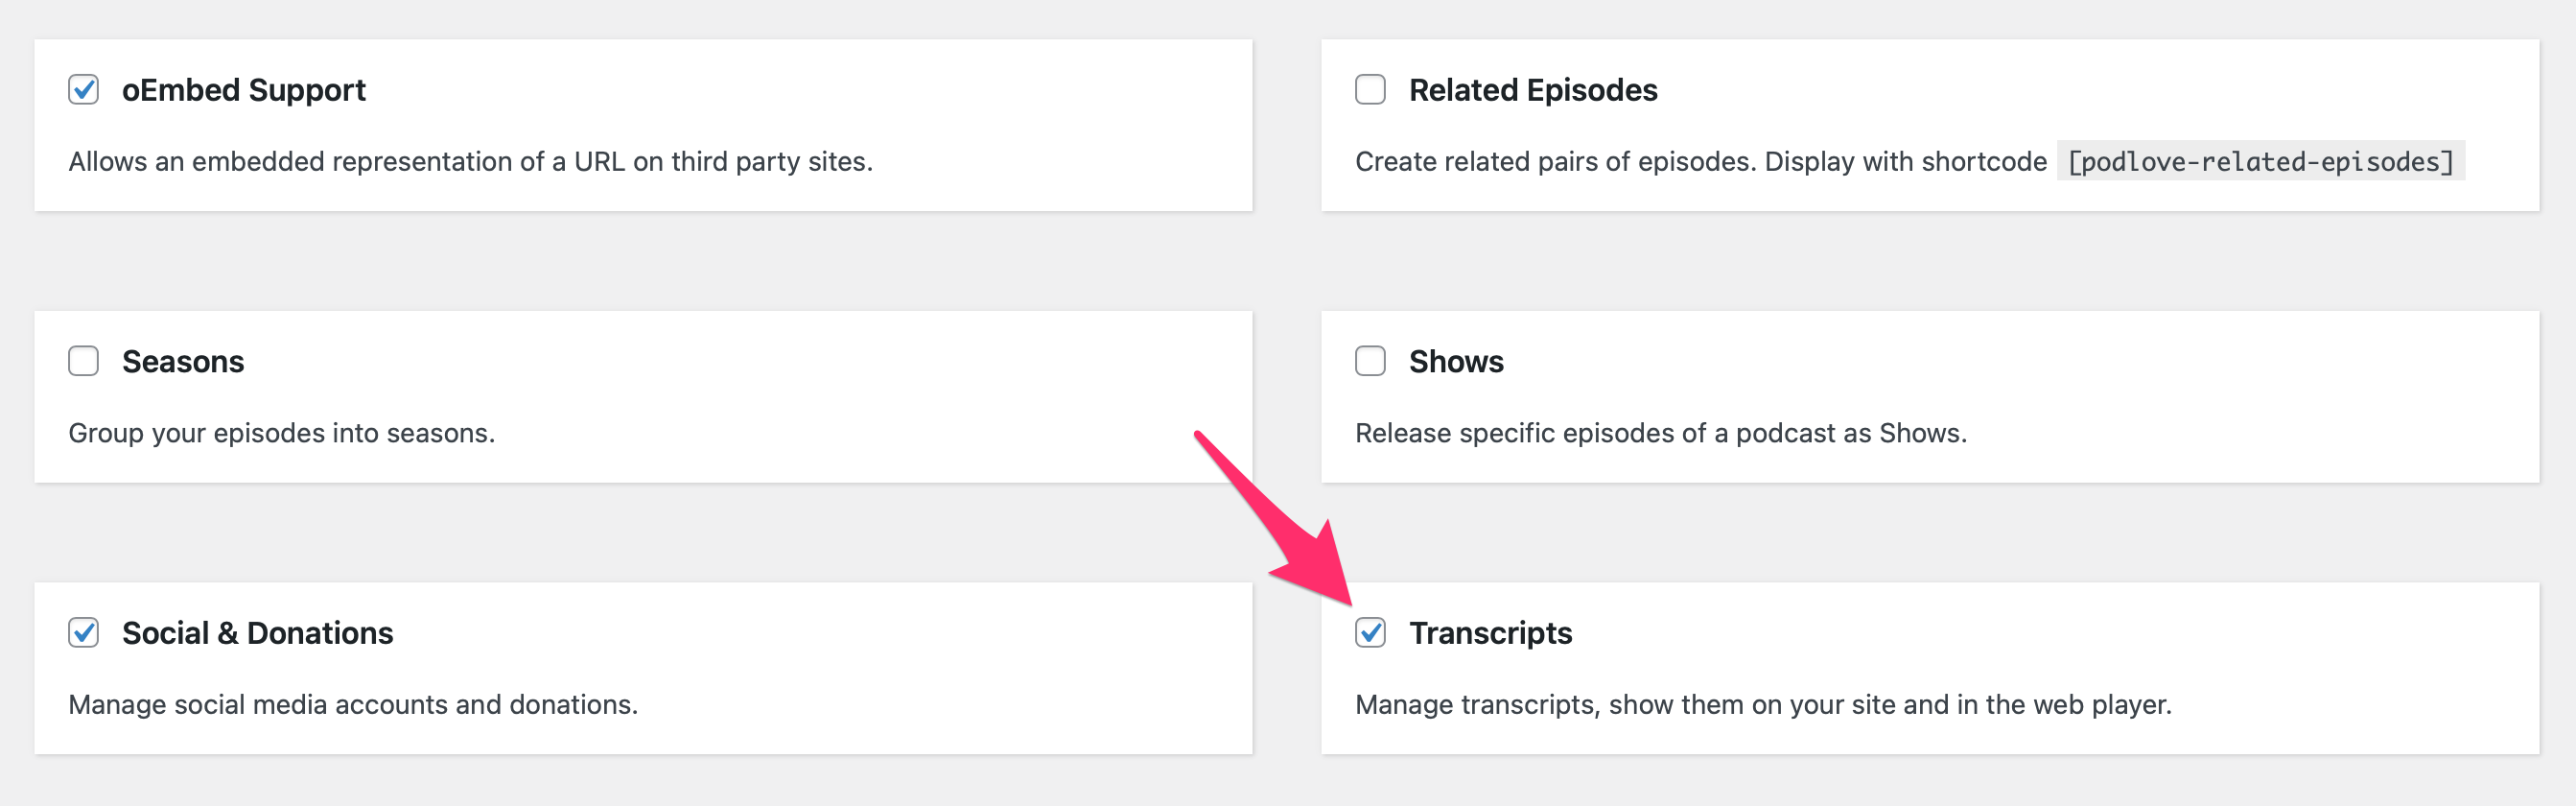 oEmbed Support
Allows an embedded representation of a URL on third party sites.
Related Episodes
Create related pairs of episodes. Display with shortcode [podlove-related-episodes]
Seasons
Group your episodes into seasons.
Shows
Release specific episodes of a podcast as Shows.
Social & Donations
Manage social media accounts and donations.
Transcripts
Manage transcripts, show them on your site and in the web player.